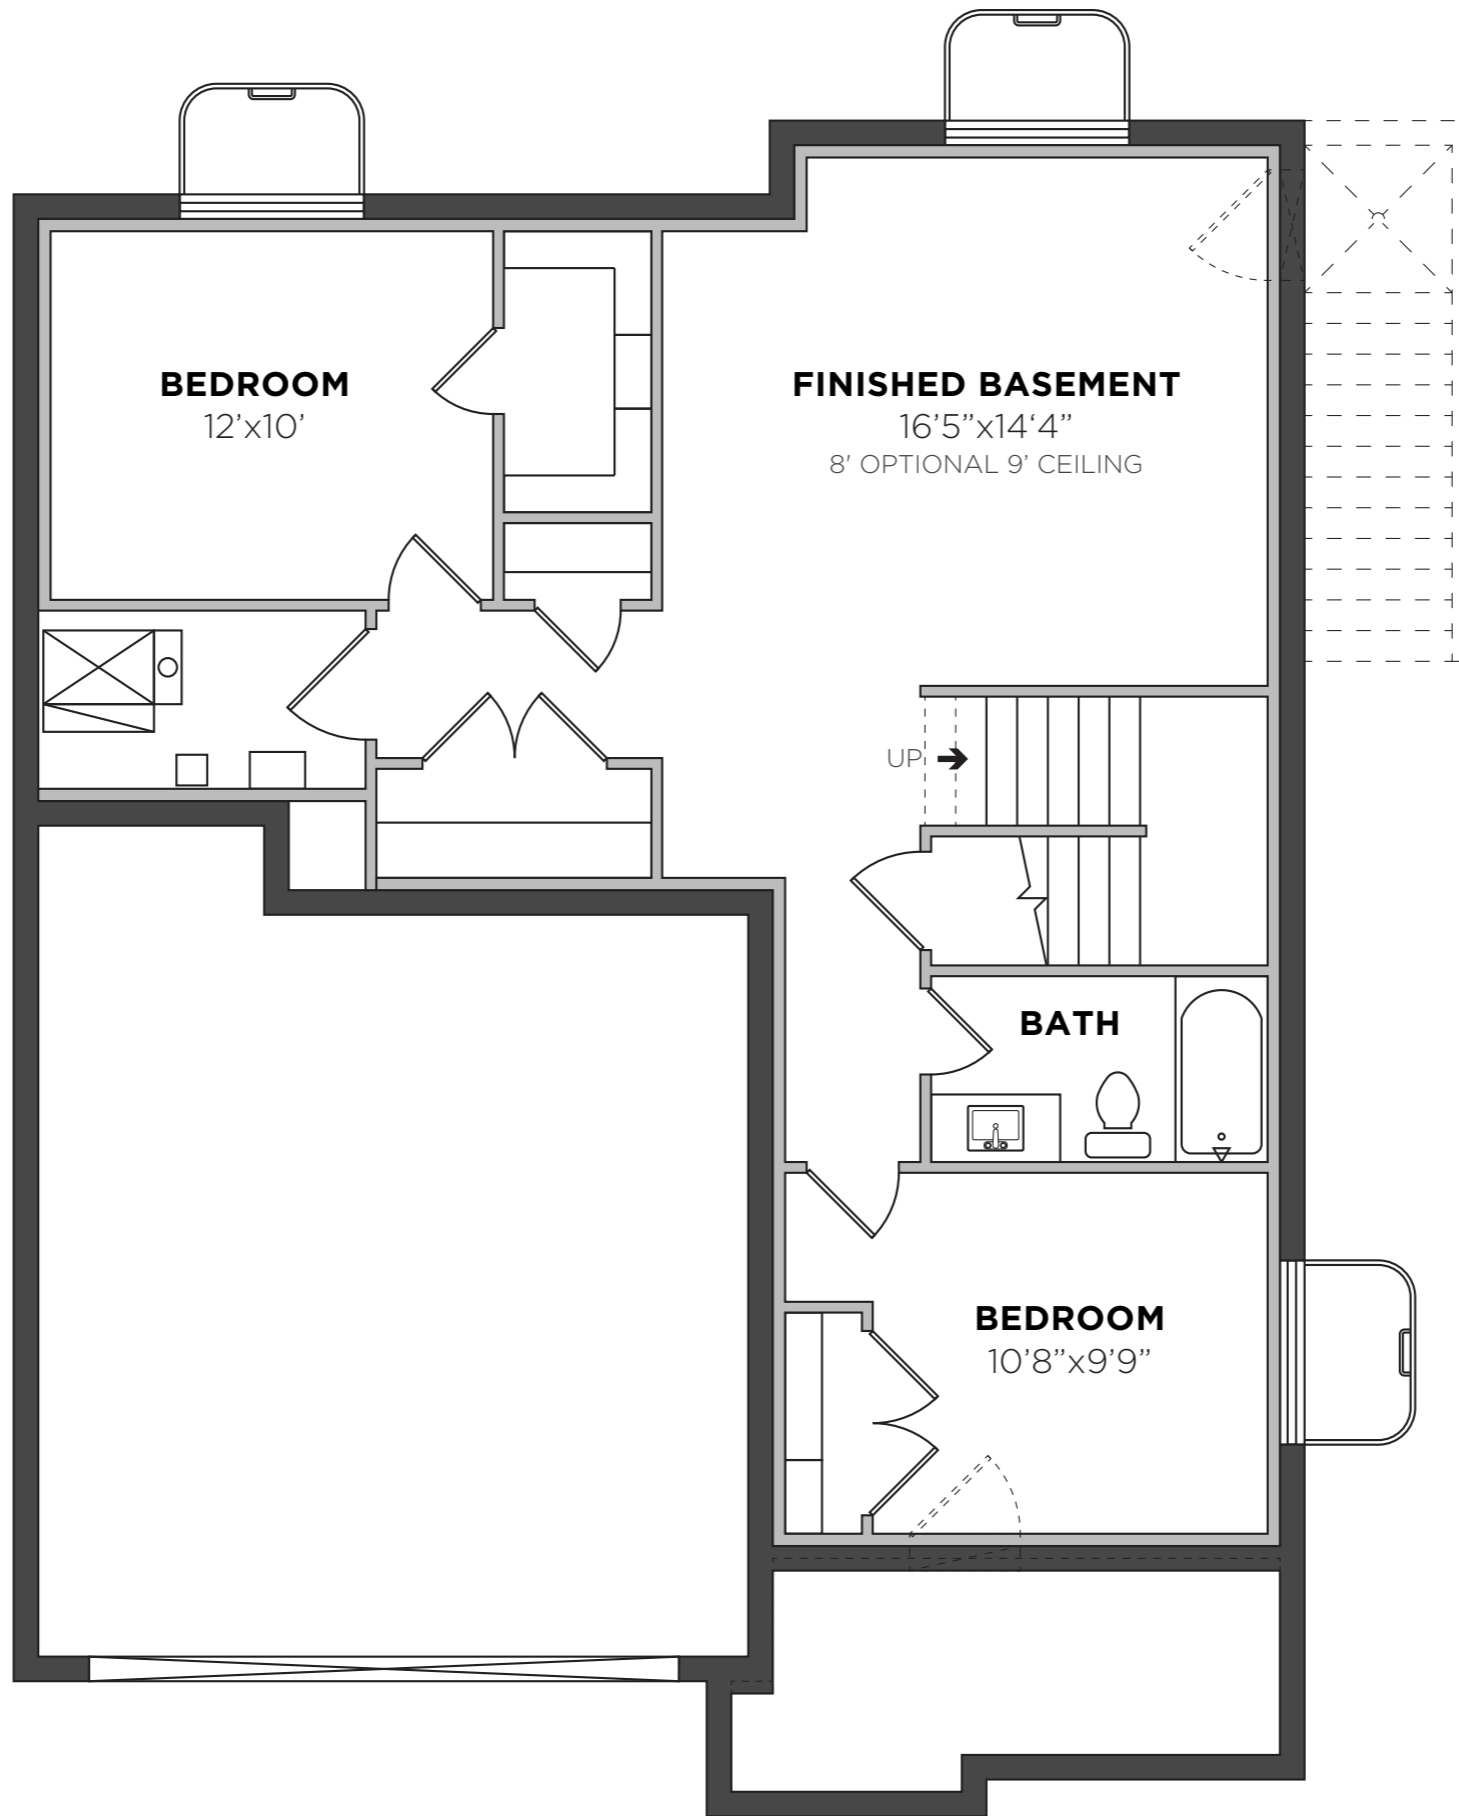 BEDROOM
12’x10’
FINISHED BASEMENT
16’5”x14‘4”
8' OPTIONAL 9’ CEILING
UP
BATH
BEDROOM
10’8”x9’9”